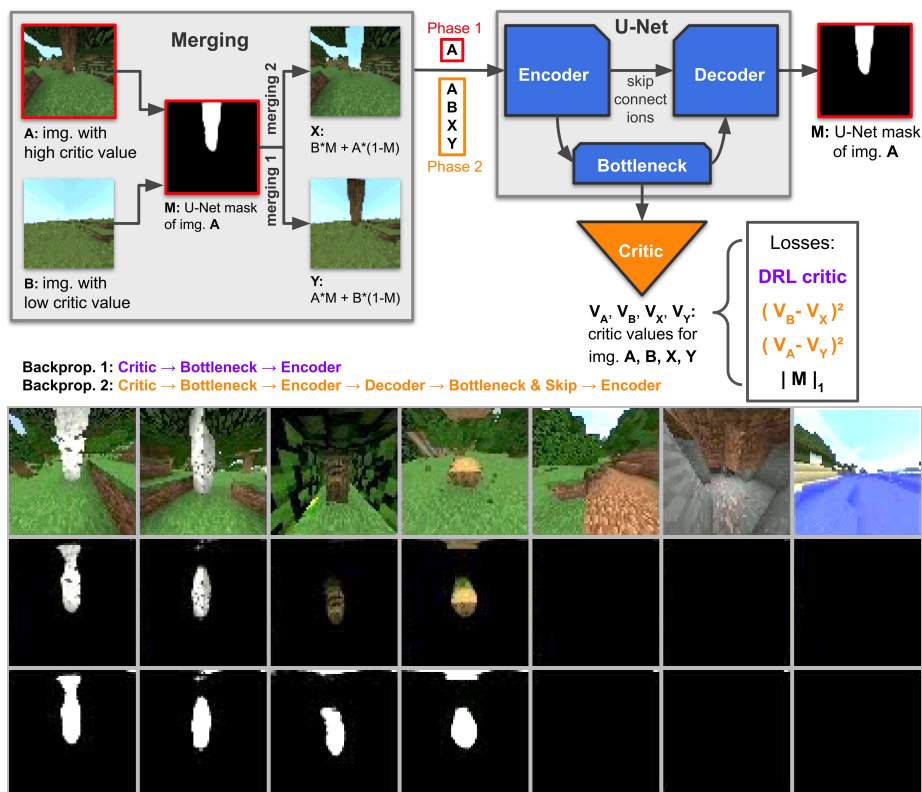 Merging
A: img. with
high critic value
B: img. with
low critic value
M: U-Net mask
of img. A
merging 2
merging 1
X:
B*M + A*(1-M)
Y:
A*M + B*(1-M)
Phase 1
A
A
B
X
Y
Phase 2
U-Net
Encoder
skip
connect
ions
Decoder
Bottleneck
M: U-Net mask
of img. A
Critic
V_A, V_B, V_X, V_Y:
critic values for
img. A, B, X, Y
Losses:
DRL critic
( V_B - V_X )²
( V_A - V_Y )²
| M |_1
Backprop. 1: Critic → Bottleneck → Encoder
Backprop. 2: Critic → Bottleneck → Encoder → Decoder → Bottleneck & Skip → Encoder